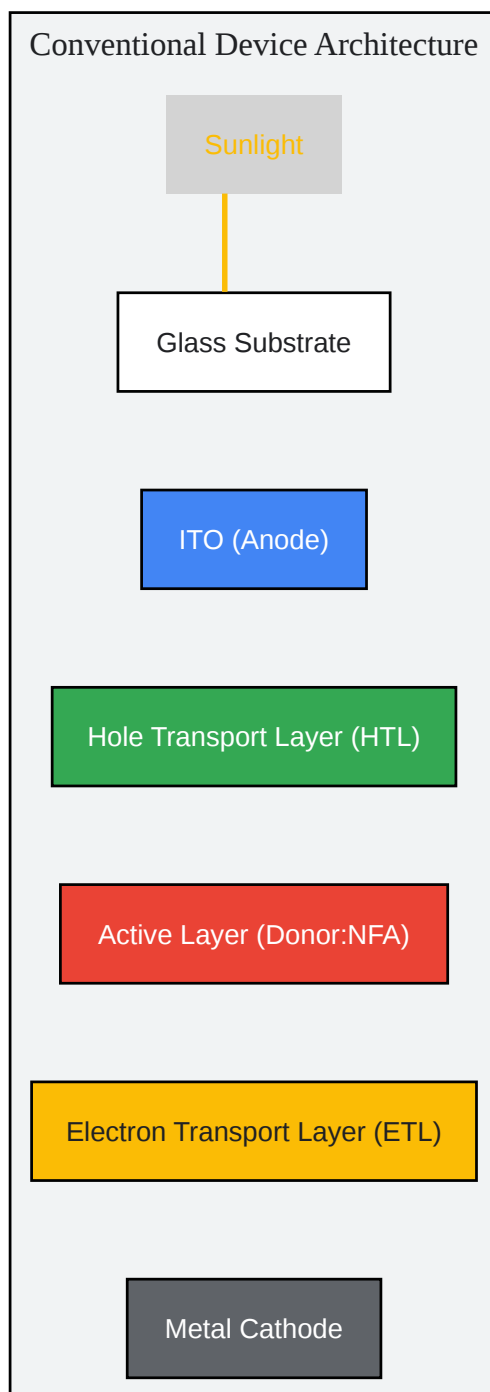 Conventional Device Architecture
Sunlight
Glass Substrate
ITO (Anode)
Hole Transport Layer (HTL)
Active Layer (Donor:NFA)
Electron Transport Layer (ETL)
Metal Cathode